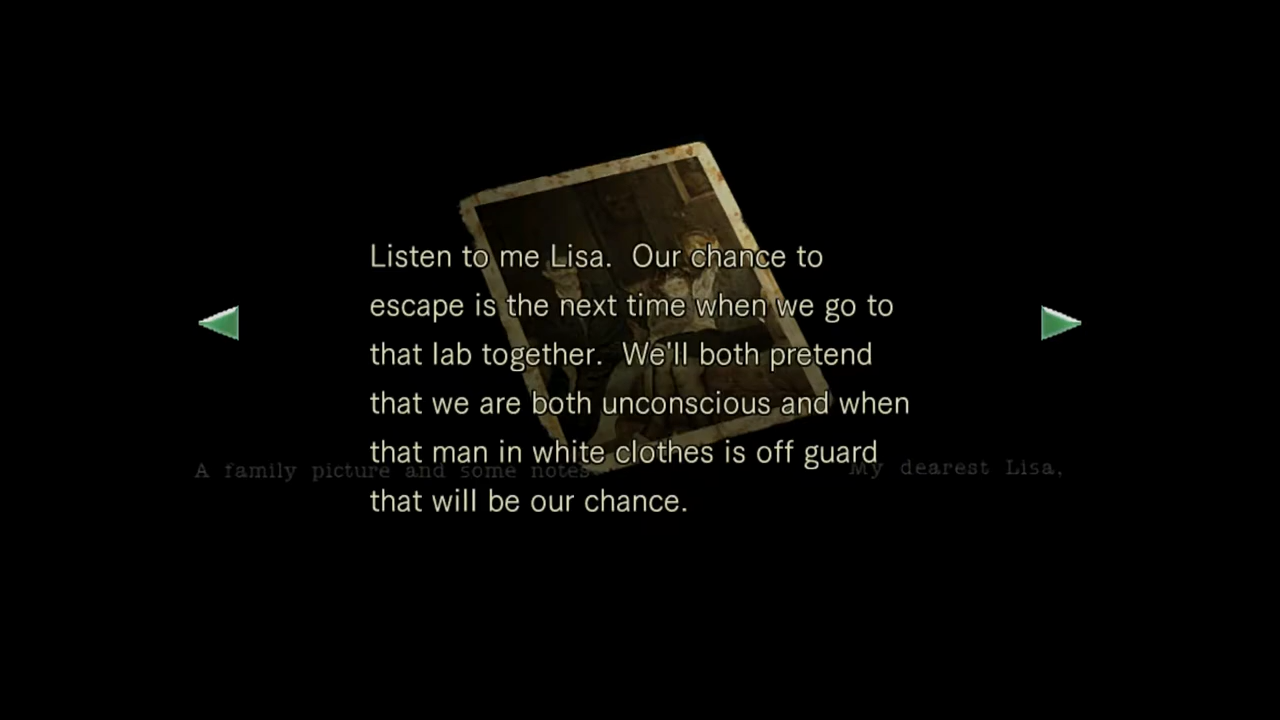 Listen to me Lisa.  Our chance to
escape is the next time when we go to
that lab together.  We'll both pretend
that we are both unconscious and when
that man in white clothes is off guard
that will be our chance.
A family picture and some notes
My dearest Lisa,